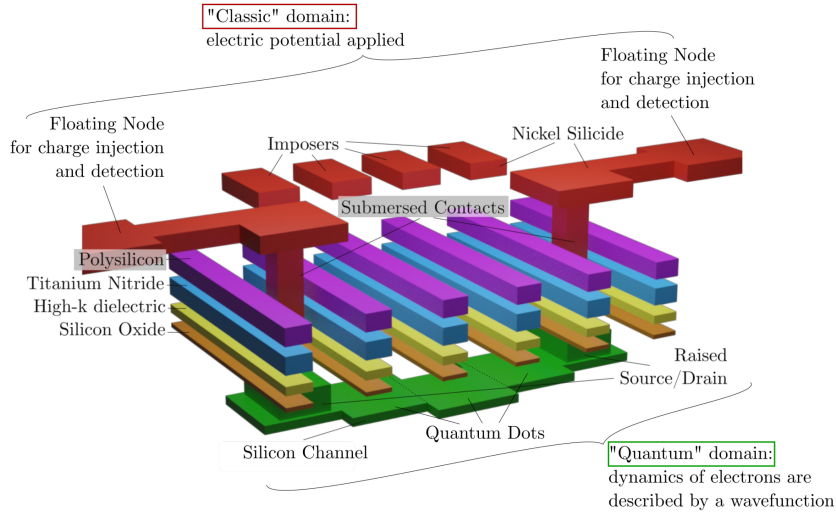 "Classic" domain:
electric potential applied
Floating Node
for charge injection
and detection
Floating Node
for charge injection
and detection
Imposers
Nickel Silicide
Submersed Contacts
Polysilicon
Titanium Nitride
High-k dielectric
Silicon Oxide
Raised
Source/Drain
Quantum Dots
Silicon Channel
"Quantum" domain:
dynamics of electrons are
described by a wavefunction